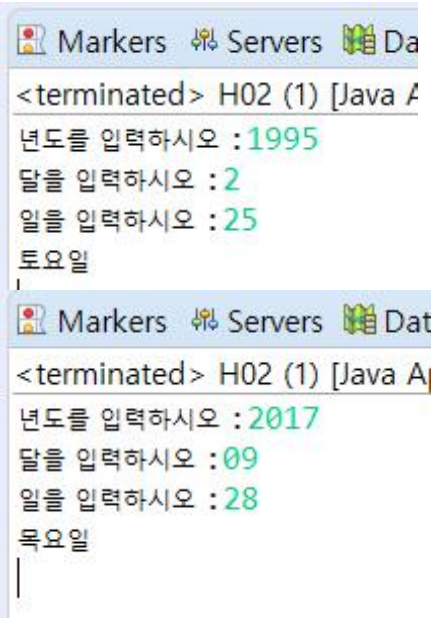 Markers Servers Da
<terminated> H02 (1) [Java A
년도를 입력하시오 :1995
달을 입력하시오 :2
일을 입력하시오 :25
토요일
Markers Servers Dat
<terminated> H02 (1) [Java Ap
년도를 입력하시오 :2017
달을 입력하시오 :09
일을 입력하시오 :28
목요일